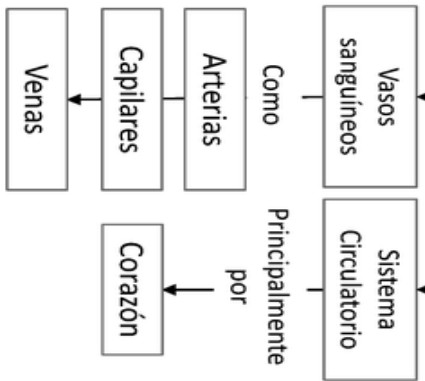 Vasos
sanguíneos
Como
Arterias
Capilares
Venas
Sistema
Circulatorio
Principalmente
por
Corazón